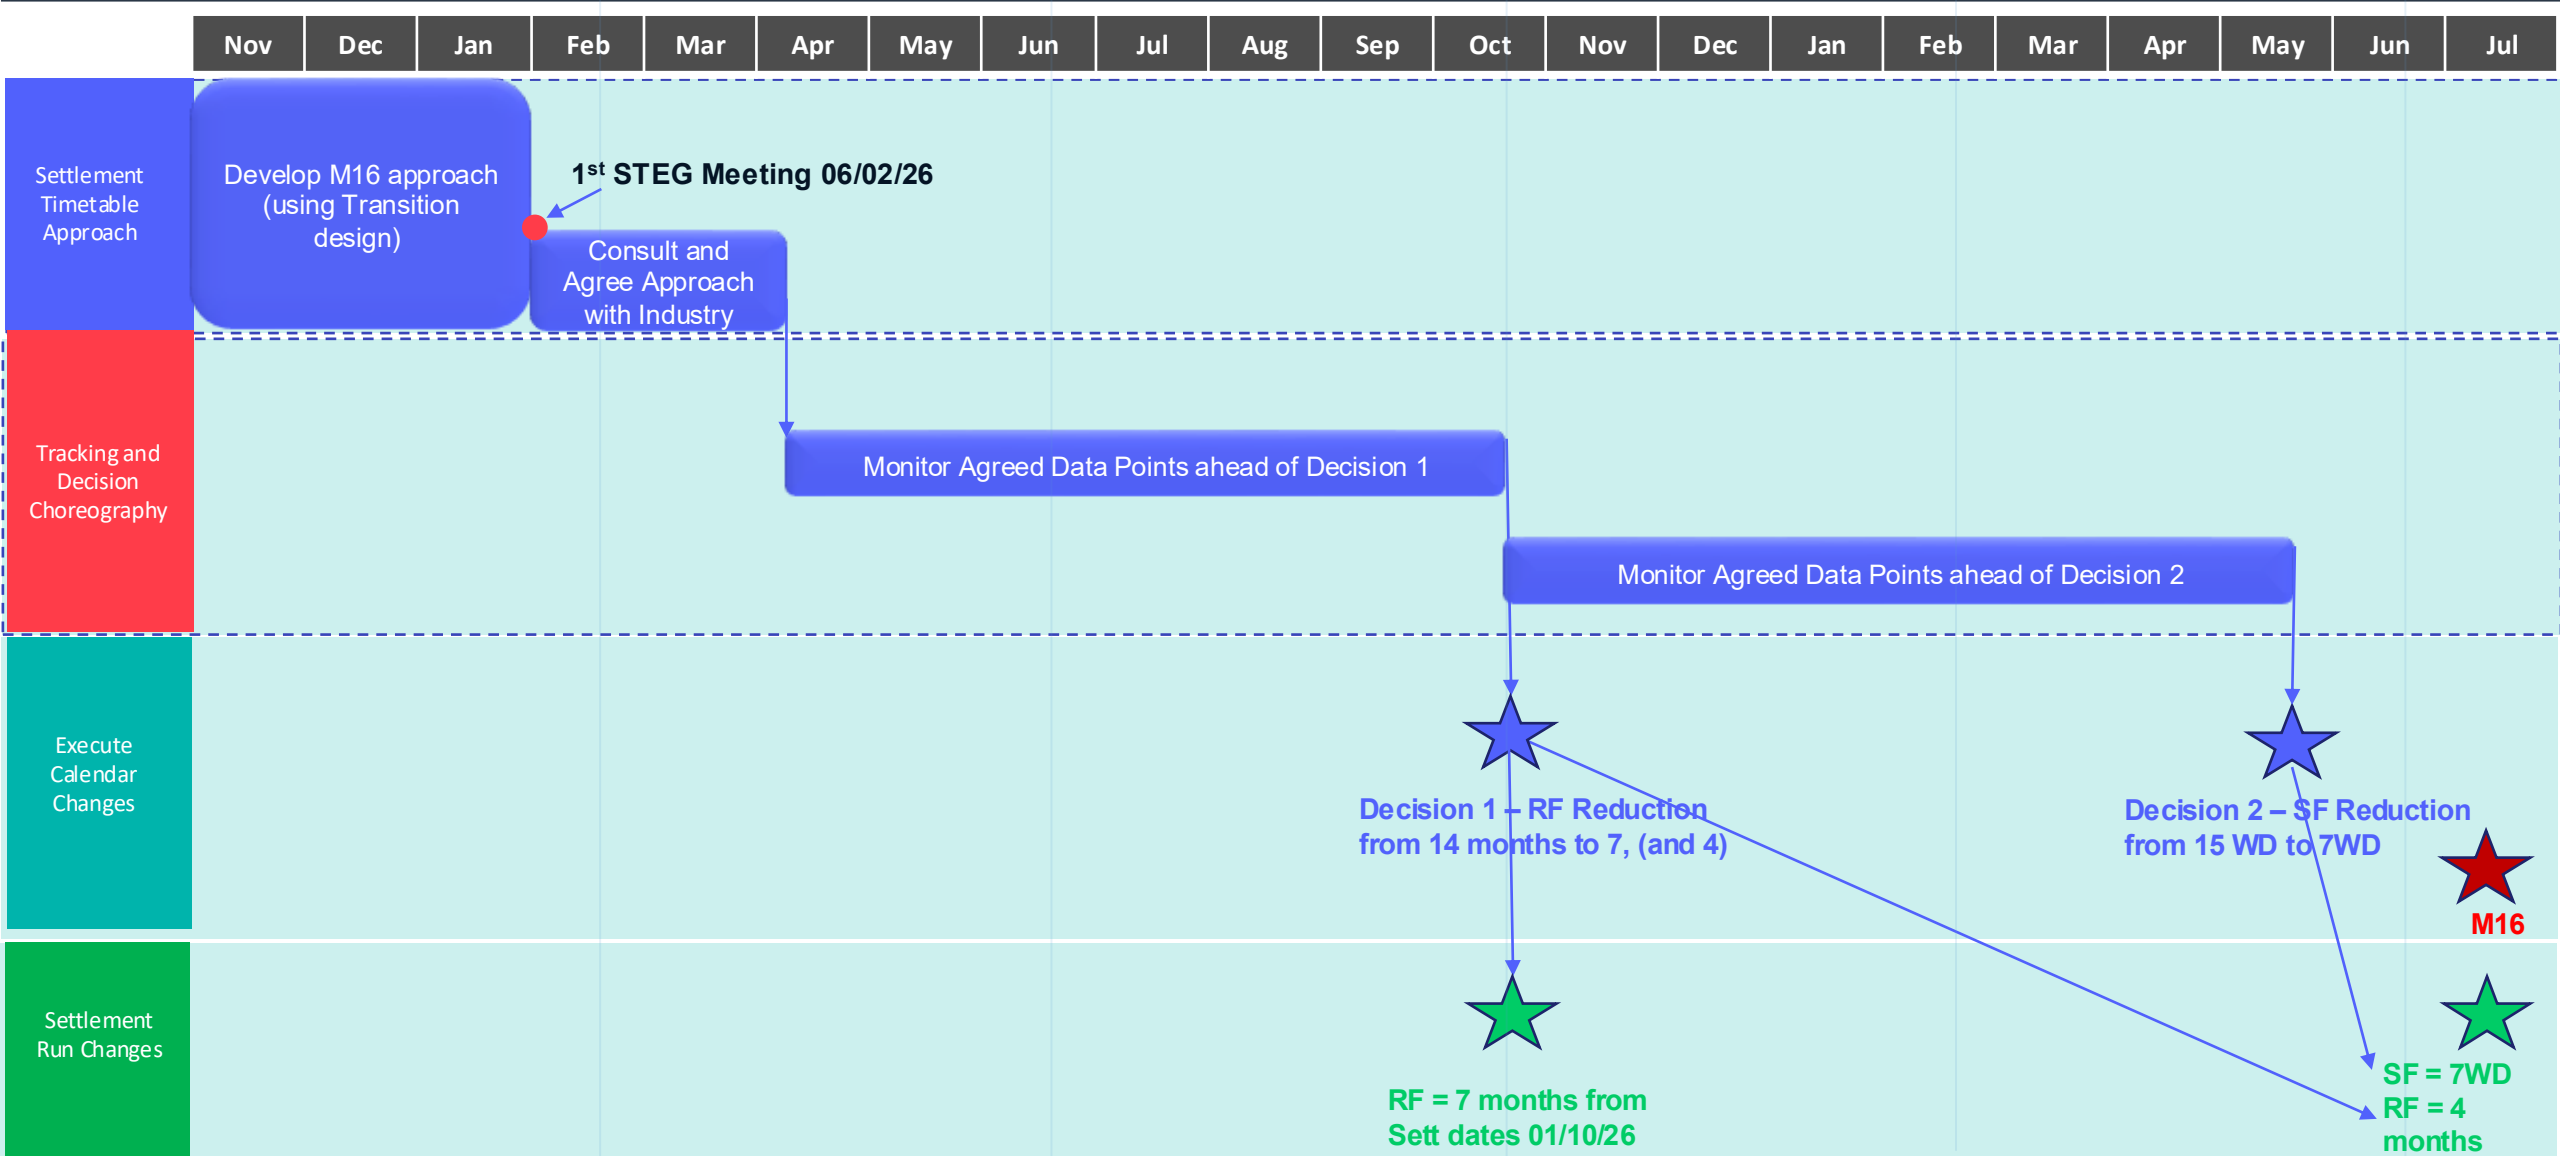 Nov Dec Jan Feb Mar Apr May Jun Jul Aug Sep Oct Nov Dec Jan Feb Mar Apr May Jun Jul
Settlement
Timetable
Approach
Develop M16 approach
(using Transition
design)
1st STEG Meeting 06/02/26
Consult and
Agree Approach
with Industry
Tracking and
Decision
Choreography
Monitor Agreed Data Points ahead of Decision 1
Monitor Agreed Data Points ahead of Decision 2
Execute
Calendar
Changes
Decision 1 – RF Reduction
from 14 months to 7, (and 4)
Decision 2 – SF Reduction
from 15 WD to 7WD
M16
Settlement
Run Changes
RF = 7 months from
Sett dates 01/10/26
SF = 7WD
RF = 4
months